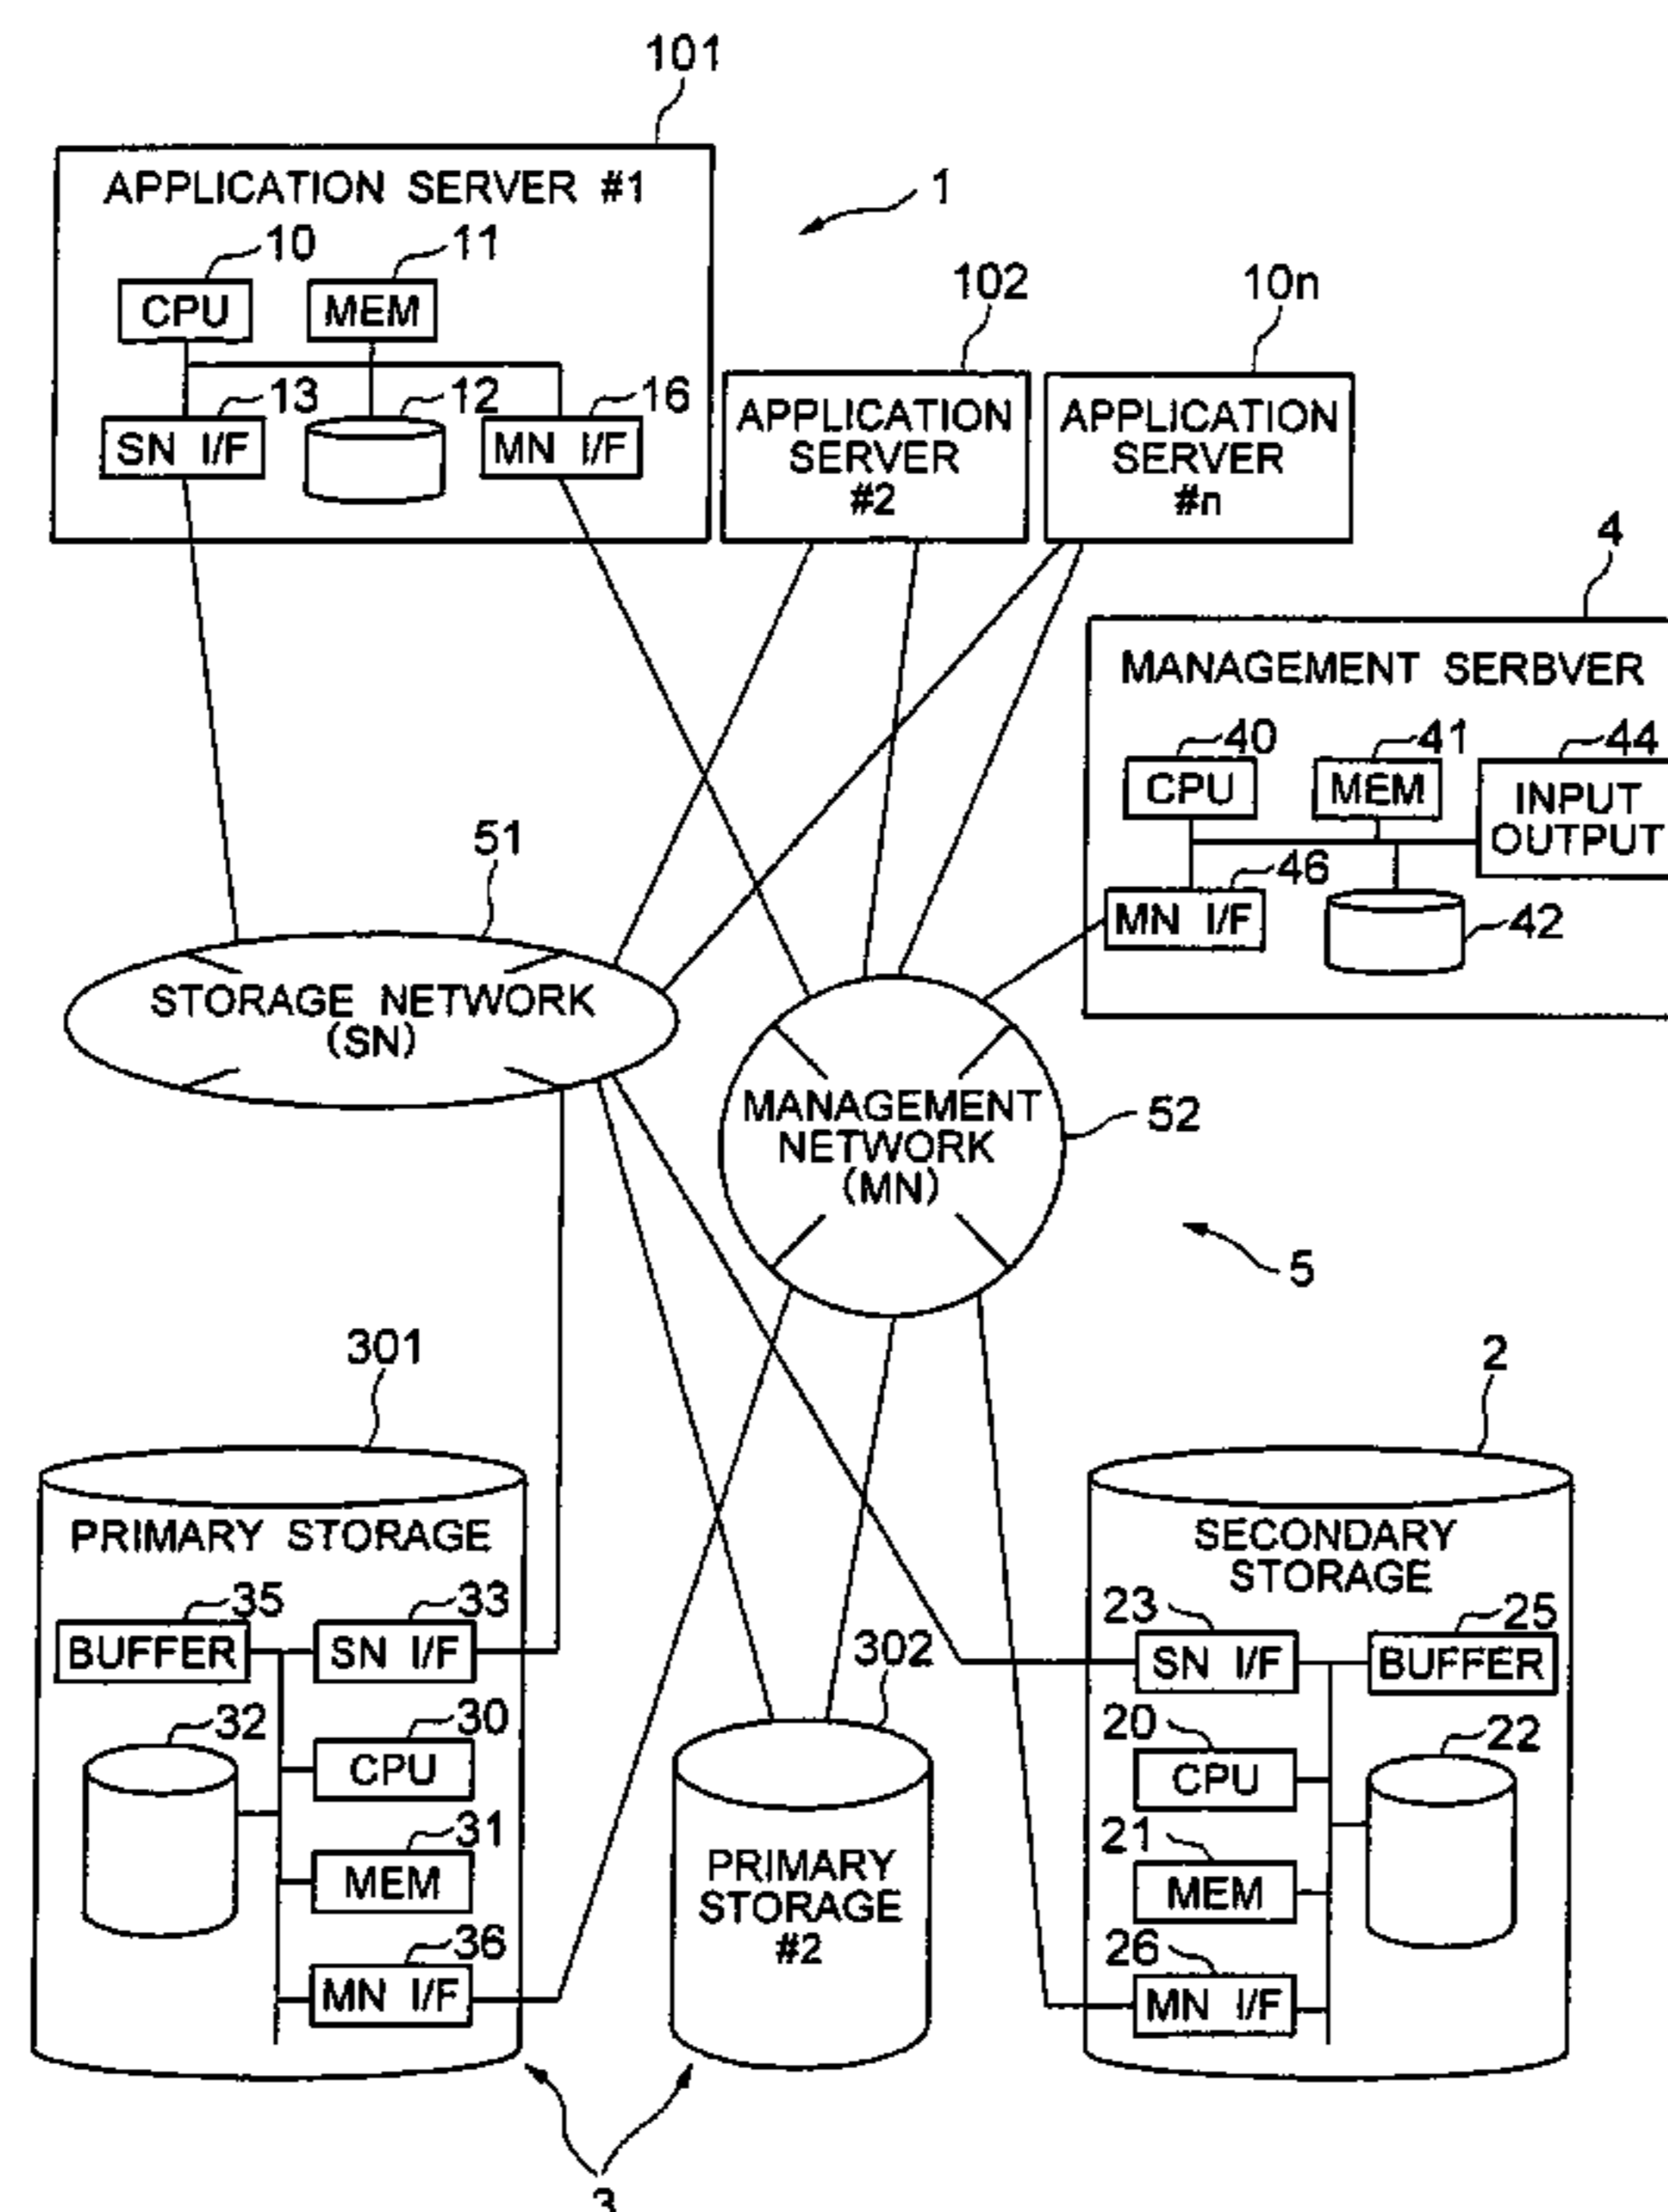 101
APPLICATION SERVER #1
1
10
11
CPU
MEM
102
10n
13
12
16
SN I/F
MN I/F
APPLICATION
SERVER
#2
APPLICATION
SERVER
#n
4
MANAGEMENT SERBVER
40
41
44
CPU
MEM
INPUT
OUTPUT
46
MN I/F
42
51
STORAGE NETWORK
(SN)
MANAGEMENT
NETWORK
(MN)
52
5
301
2
PRIMARY STORAGE
35
33
BUFFER
SN I/F
32
30
CPU
31
MEM
36
MN I/F
302
PRIMARY
STORAGE
#2
SECONDARY
STORAGE
23
25
SN I/F
BUFFER
20
22
CPU
21
MEM
26
MN I/F
3